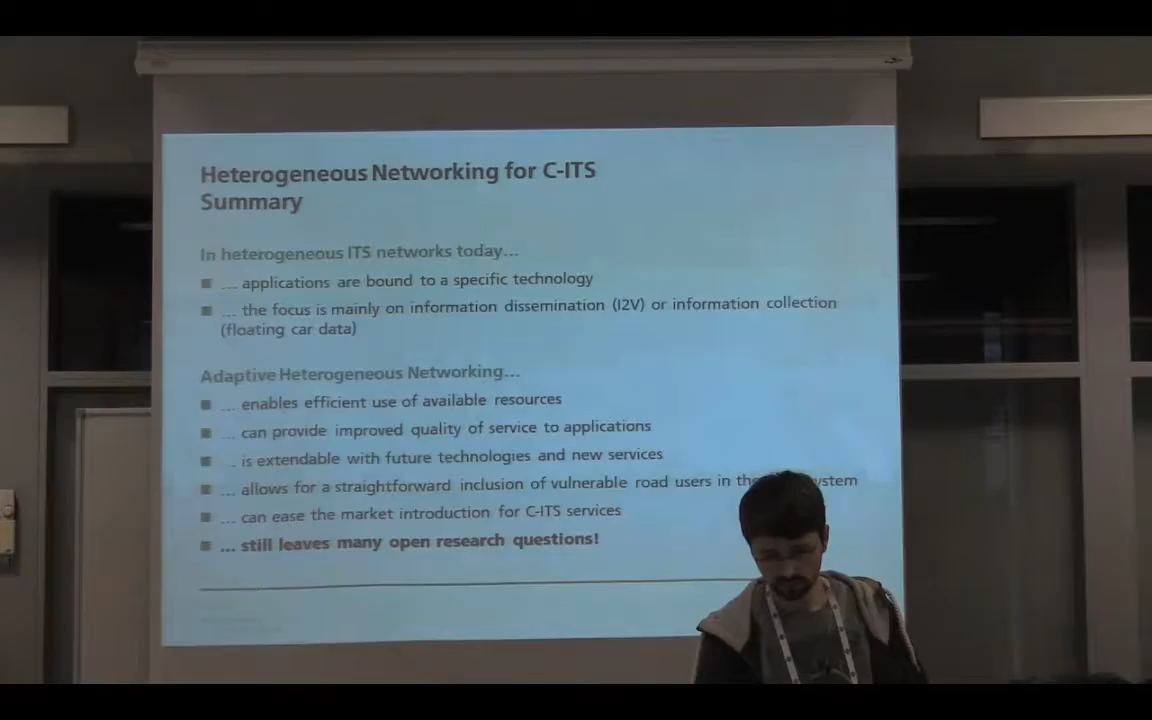 Heterogeneous Networking for C-ITS
Summary
In heterogeneous ITS networks today...
... applications are bound to a specific technology
... the focus is mainly on information dissemination (I2V) or information collection
(floating car data)
Adaptive Heterogeneous Networking...
... enables efficient use of available resources
... can provide improved quality of service to applications
... is extendable with future technologies and new services
... allows for a straightforward inclusion of vulnerable road users in
... can ease the market introduction for C-ITS services
... still leaves many open research questions!